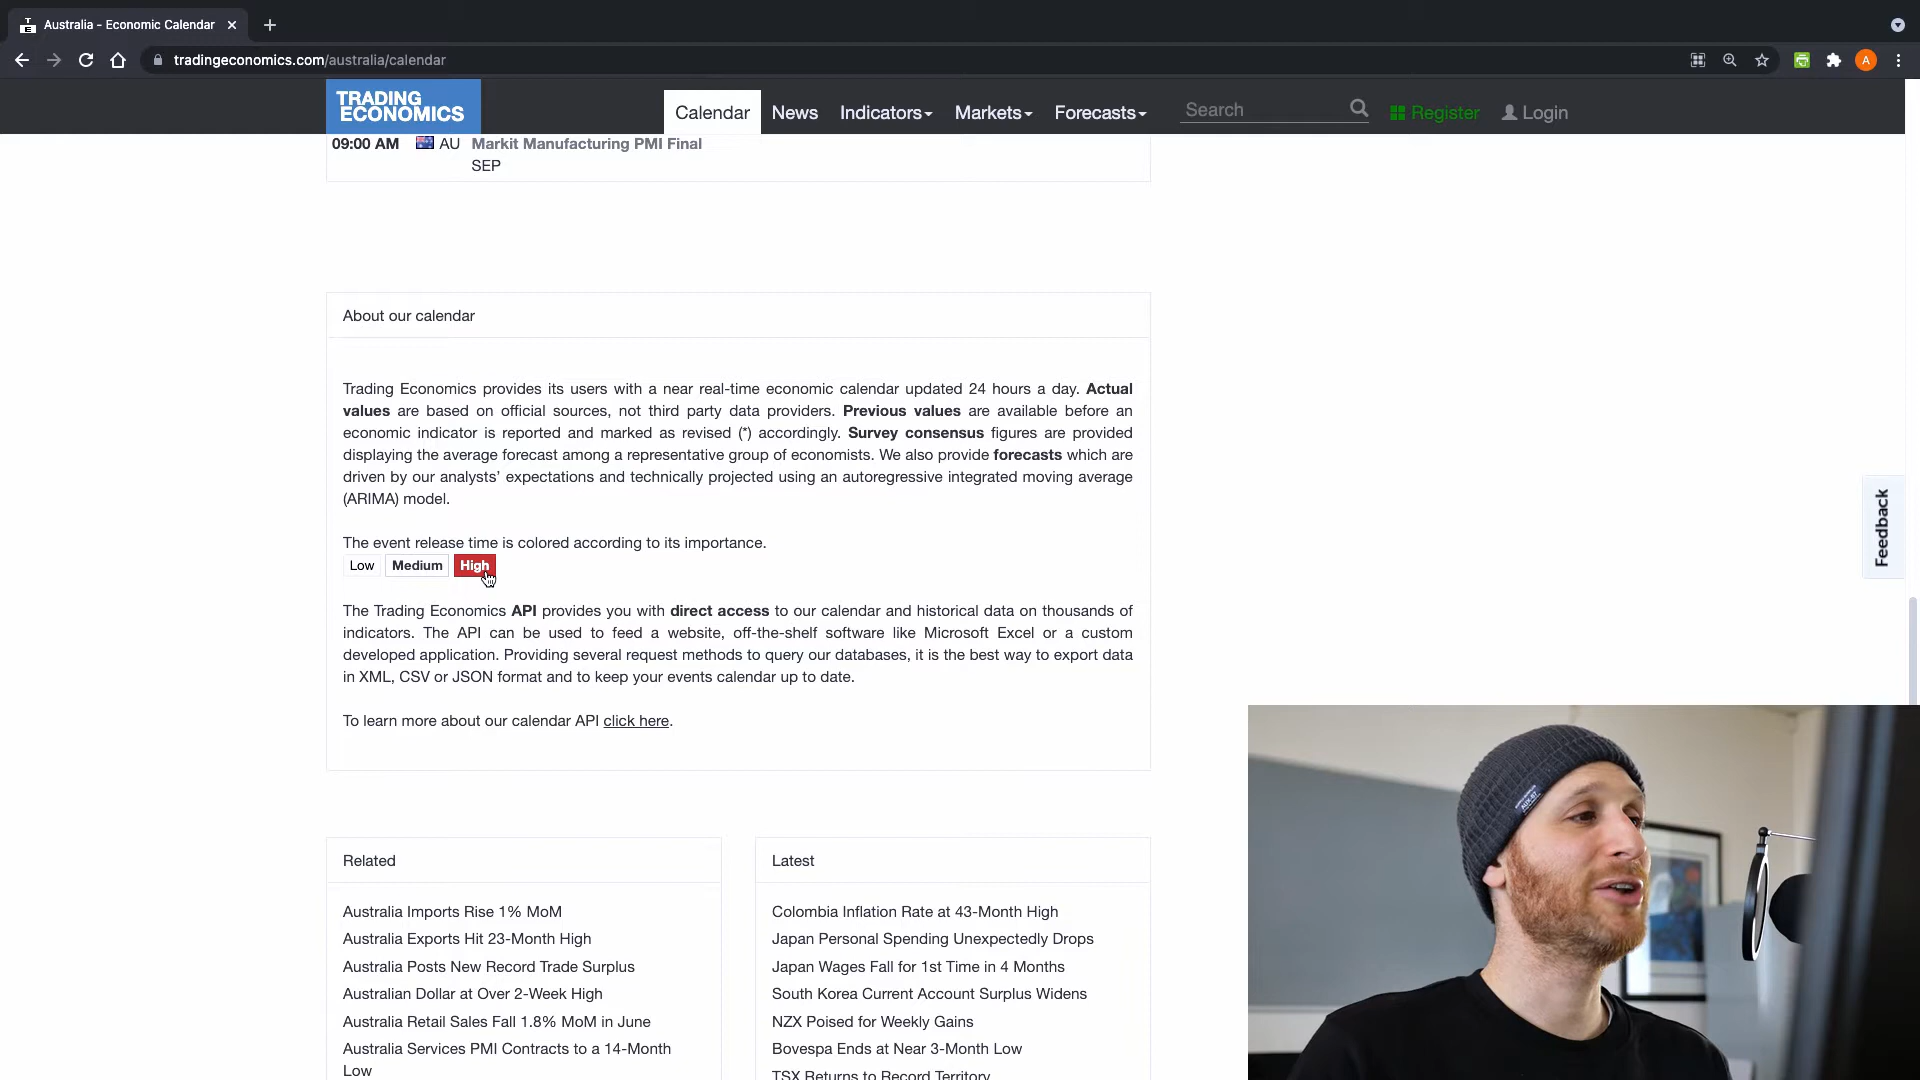 Australia - Economic Calendar
tradingeconomics.com/australia/calendar
A
TRADING
ECONOMICS
Calendar
News
Indicators
Markets
Forecasts
Search
Register
Login
09:00 AM AU Markit Manufacturing PMI Final
SEP
About our calendar
Trading Economics provides its users with a near real-time economic calendar updated 24 hours a day. Actual
values are based on official sources, not third party data providers. Previous values are available before an
economic indicator is reported and marked as revised (*) accordingly. Survey consensus figures are provided
displaying the average forecast among a representative group of economists. We also provide forecasts which are
driven by our analysts’ expectations and technically projected using an autoregressive integrated moving average
(ARIMA) model.
The event release time is colored according to its importance.
Low Medium High
The Trading Economics API provides you with direct access to our calendar and historical data on thousands of
indicators. The API can be used to feed a website, off-the-shelf software like Microsoft Excel or a custom
developed application. Providing several request methods to query our databases, it is the best way to export data
in XML, CSV or JSON format and to keep your events calendar up to date.
To learn more about our calendar API click here.
Feedback
Related
Australia Imports Rise 1% MoM
Australia Exports Hit 23-Month High
Australia Posts New Record Trade Surplus
Australian Dollar at Over 2-Week High
Australia Retail Sales Fall 1.8% MoM in June
Australia Services PMI Contracts to a 14-Month
Low
Latest
Colombia Inflation Rate at 43-Month High
Japan Personal Spending Unexpectedly Drops
Japan Wages Fall for 1st Time in 4 Months
South Korea Current Account Surplus Widens
NZX Poised for Weekly Gains
Bovespa Ends at Near 3-Month Low
TSX Returns to Record Territory